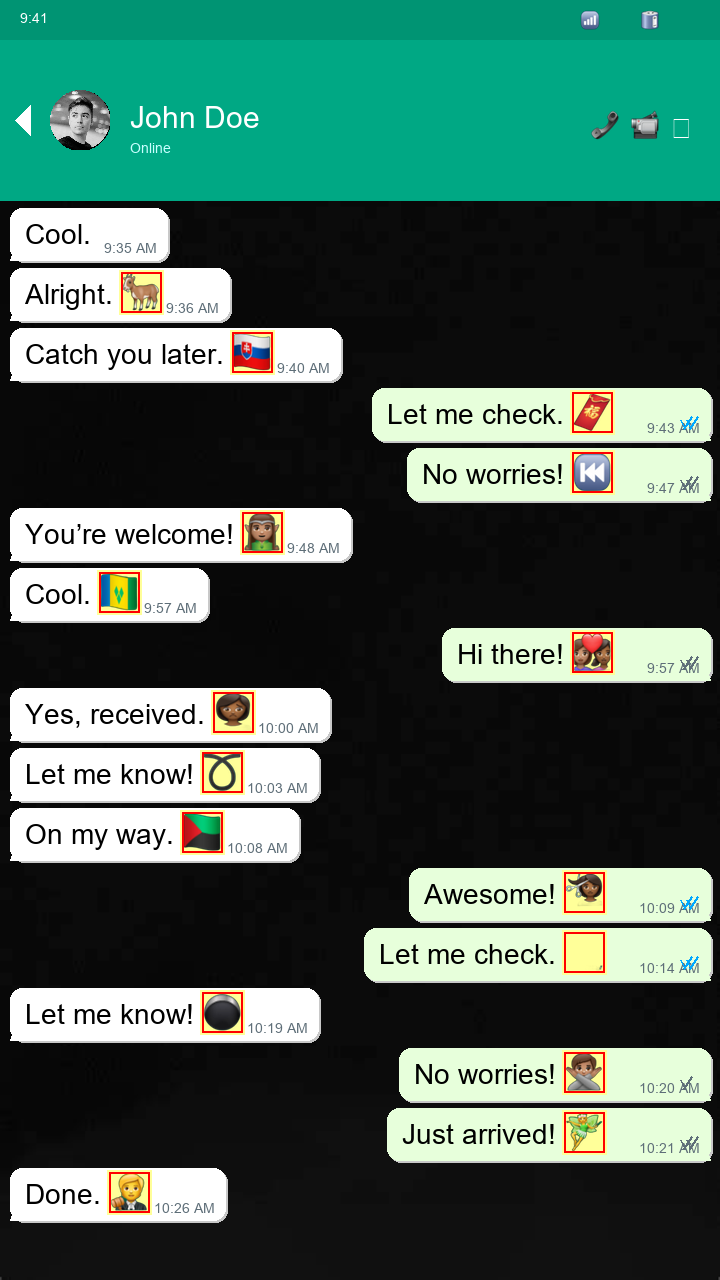 9:41
John Doe
Online
Cool. 9:35 AM
Alright. 🐐 9:36 AM
Catch you later. 🇸🇰 9:40 AM
Let me check. 🧧 9:43 AM
No worries! ⏮️ 9:47 AM
You’re welcome! 🧝🏾‍♀️ 9:48 AM
Cool. 🇻🇨 9:57 AM
Hi there! 👩🏾‍❤️‍👩🏾 9:57 AM
Yes, received. 👩🏾 10:00 AM
Let me know! ➰ 10:03 AM
On my way. 10:08 AM
Awesome! 💇🏾‍♀️ 10:09 AM
Let me check. 10:14 AM
Let me know! 10:19 AM
No worries! 🙅🏽‍♂️ 10:20 AM
Just arrived! 🧚 10:21 AM
Done. 🧑‍⚖️ 10:26 AM